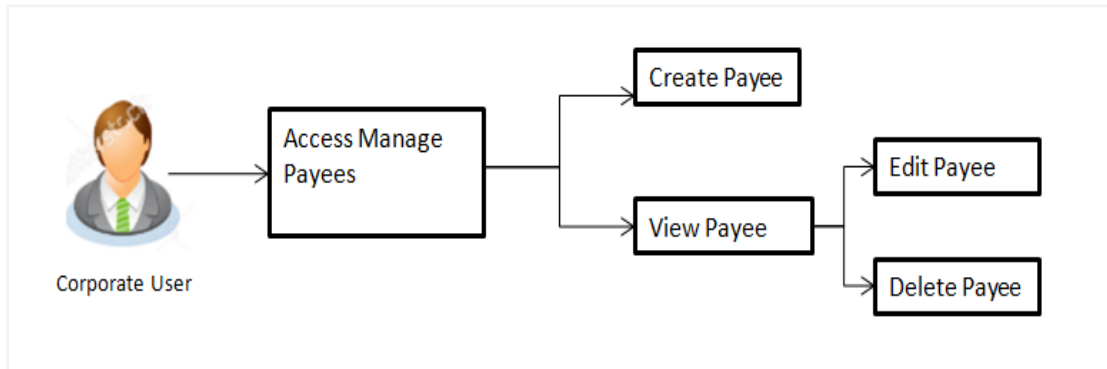 Create Payee
Access Manage
Payees
Edit Payee
View Payee
Corporate User
Delete Payee